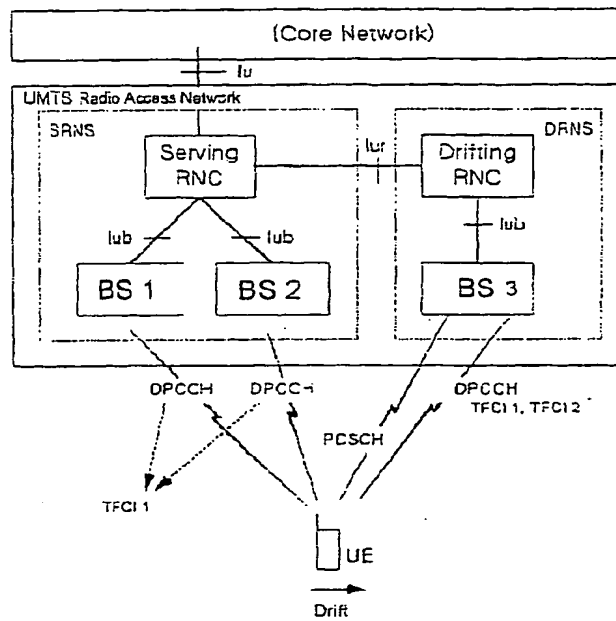 (Core Network)
Iu
UMTS Radio Access Network
SRNS
DRNS
Serving
RNC
Iur
Drifting
RNC
Iub
Iub
Iub
BS 1
BS 2
BS 3
DPCCH
DPCCH
DPCCH
TFCI 1, TFCI 2
PDSCH
TFCI 1
UE
Drift